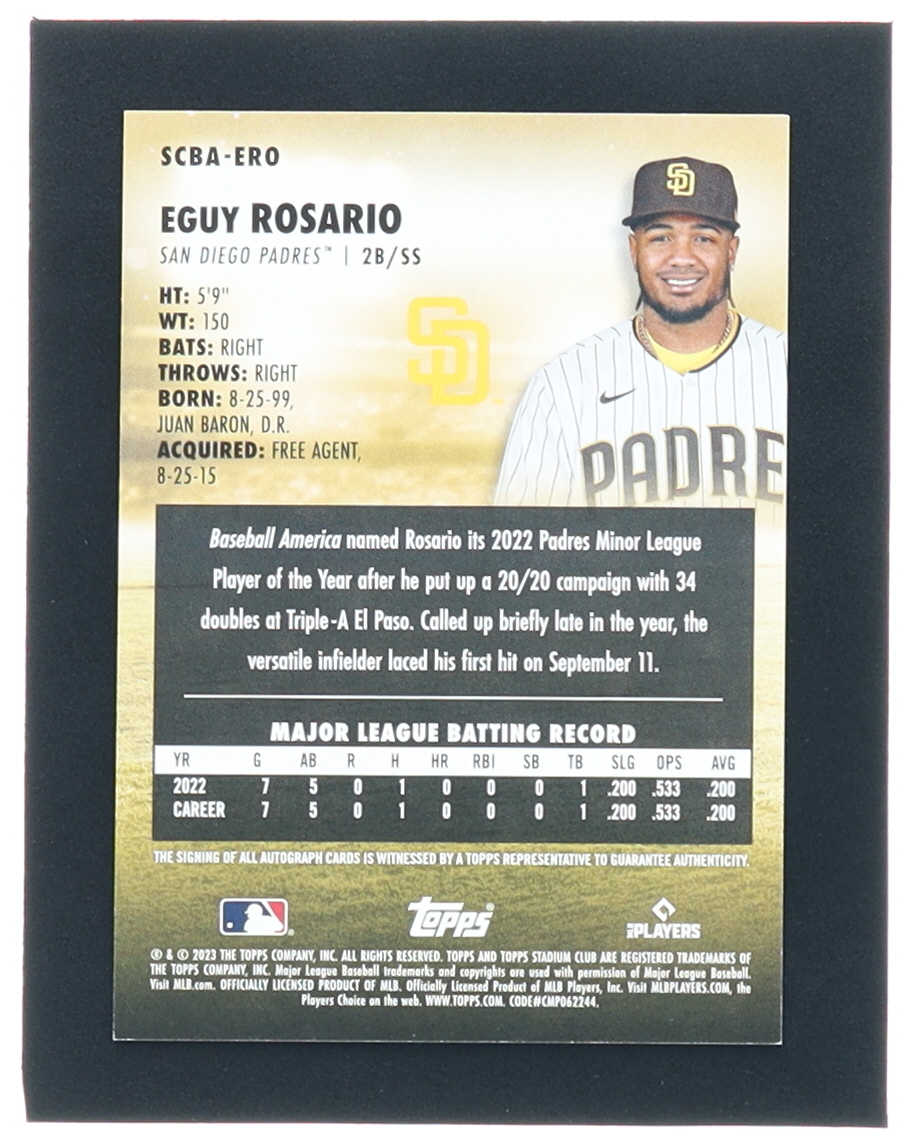 SCBA-ERO
SD
EGUY ROSARIO
SAN DIEGO PADRES™ | 2B/SS
HT: 5'9"
WT: 150
BATS: RIGHT
THROWS: RIGHT
BORN: 8-25-99,
JUAN BARON, D.R.
ACQUIRED: FREE AGENT,
8-25-15
SD
PADRE
Baseball America named Rosario its 2022 Padres Minor League
Player of the Year after he put up a 20/20 campaign with 34
doubles at Triple-A El Paso. Called up briefly late in the year, the
versatile infielder laced his first hit on September 11.
MAJOR LEAGUE BATTING RECORD
YR G AB R H HR RBI SB TB SLG OPS AVG
2022 7 5 0 1 0 0 0 1 .200 .533 .200
CAREER 7 5 0 1 0 0 0 1 .200 .533 .200
THE SIGNING OF ALL AUTOGRAPH CARDS IS WITNESSED BY A TOPPS REPRESENTATIVE TO GUARANTEE AUTHENTICITY.
topps®
MLB PLAYERS
® & © 2023 THE TOPPS COMPANY, INC. ALL RIGHTS RESERVED. TOPPS AND TOPPS STADIUM CLUB ARE REGISTERED TRADEMARKS OF
THE TOPPS COMPANY, INC. Major League Baseball trademarks and copyrights are used with permission of Major League Baseball.
Visit MLB.com. OFFICIALLY LICENSED PRODUCT OF MLB. Officially Licensed Product of MLB Players, Inc. Visit MLBPLAYERS.COM, the
Players Choice on the web. WWW.TOPPS.COM. CODE#CMP062244.